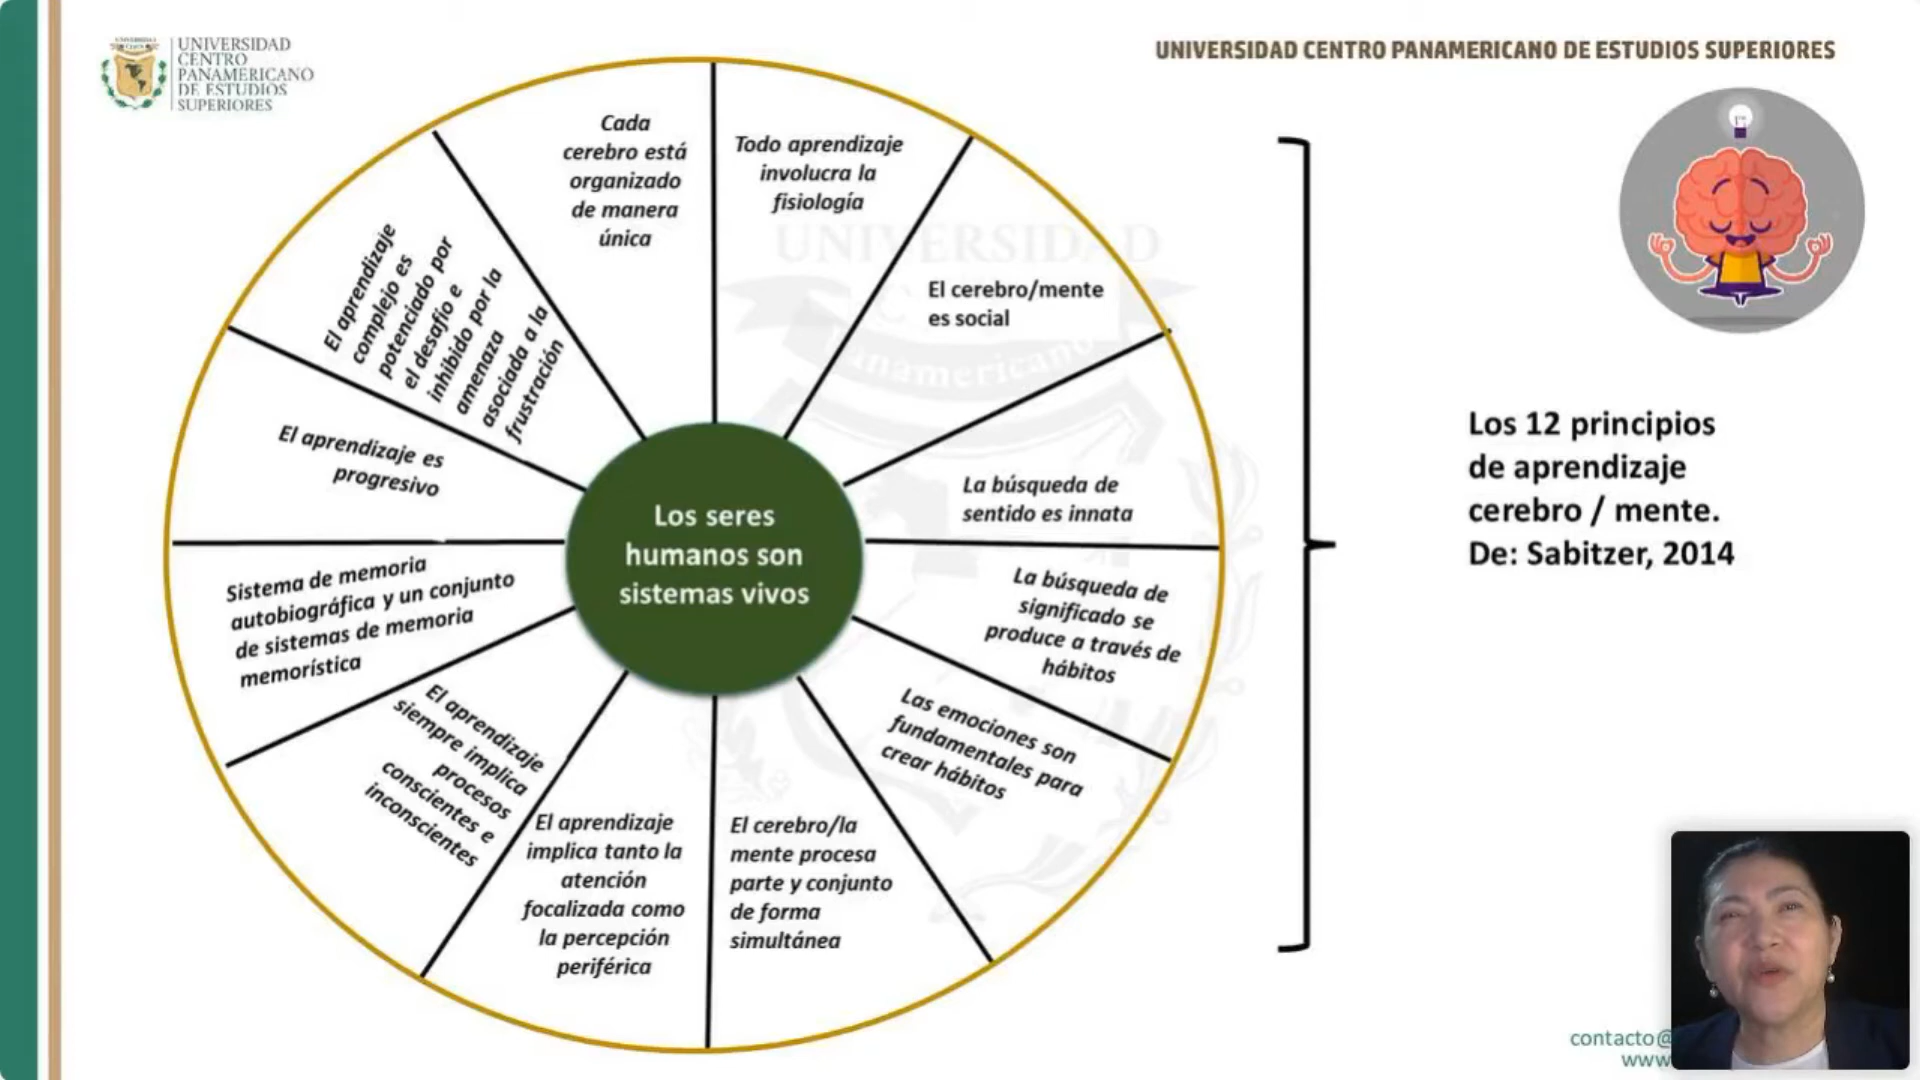 UNIVERSIDAD
CENTRO
PANAMERICANO
DE ESTUDIOS
SUPERIORES
UNIVERSIDAD CENTRO PANAMERICANO DE ESTUDIOS SUPERIORES
Cada
cerebro está
organizado
de manera
única
Todo aprendizaje
involucra la
fisiología
El cerebro/mente
es social
La búsqueda de
sentido es innata
La búsqueda de
significado se
produce a través de
hábitos
Las emociones son
fundamentales para
crear hábitos
El cerebro/la
mente procesa
parte y conjunto
de forma
simultánea
El aprendizaje
implica tanto la
atención
focalizada como
la percepción
periférica
El aprendizaje
siempre implica
procesos
conscientes e
inconscientes
Sistema de memoria
autobiográfica y un conjunto
de sistemas de memoria
memorística
El aprendizaje es
progresivo
El aprendizaje
complejo es
potenciado por
el desafío e
inhibido por la
amenaza
asociada a la
frustración
Los seres
humanos son
sistemas vivos
UNIVERSIDAD
Panamericano
Los 12 principios
de aprendizaje
cerebro / mente.
De: Sabitzer, 2014
contacto@
www